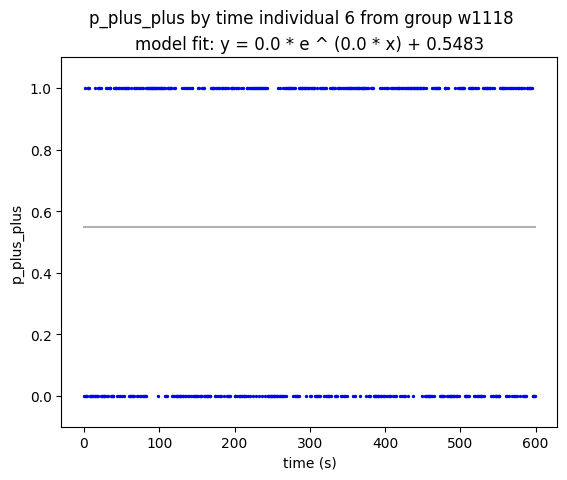 p_plus_plus by time individual 6 from group w1118
model fit: y = 0.0 * e ^ (0.0 * x) + 0.5483
1.0
0.8
0.6
0.4
0.2
0.0
p_plus_plus
0 100 200 300 400 500 600
time (s)